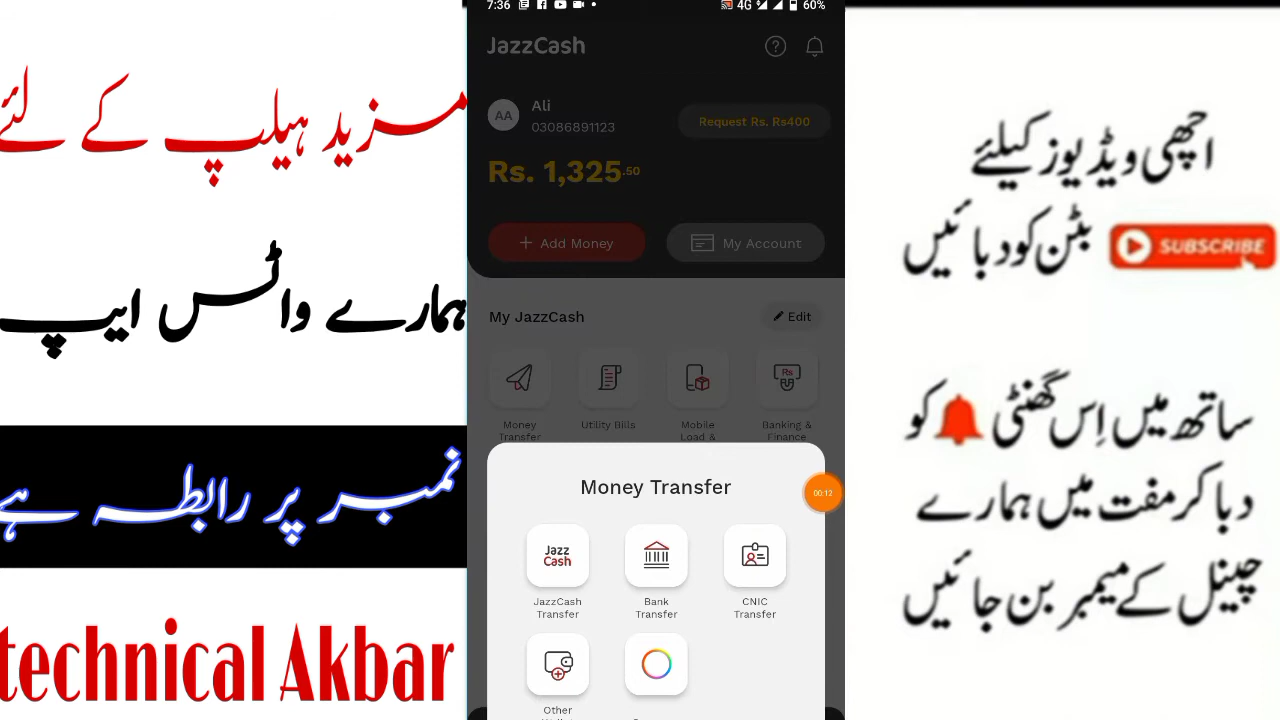 مزید ہیلپ کے لئے
ہمارے واٹس ایپ
نمبر پر رابطہ
technical Akbar
7:36
4G
60%
JazzCash
AA
Ali
03086891123
Request Rs. Rs400
Rs. 1,325.50
+ Add Money
My Account
My JazzCash
Edit
Rs
Money
Transfer
Utility Bills
Mobile
Load &
Banking &
Finance
Money Transfer
00:12
Jazz
Cash
JazzCash
Transfer
Bank
Transfer
CNIC
Transfer
Other
اچھی ویڈیوز کیلئے
SUBSCRIBE بٹن کو دبائیں
ساتھ میں اِس گھنٹی کو
دبا کر مفت میں ہمارے
چینل کے میمبر بن جائیں